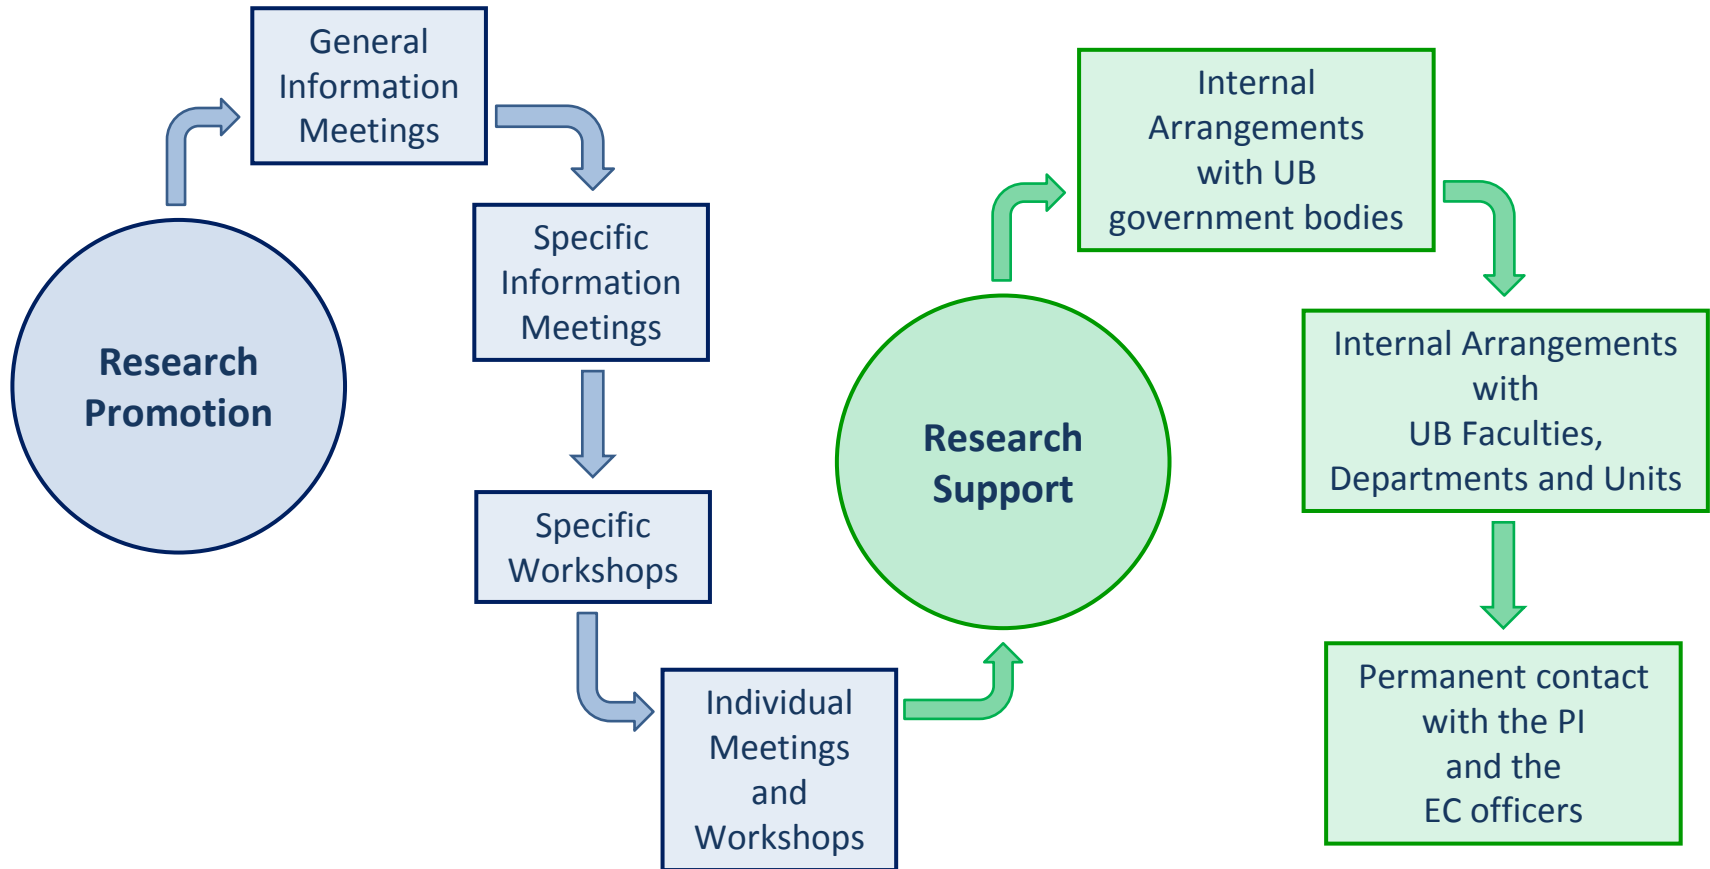 General
Information
Meetings
Specific
Information
Meetings
Research
Promotion
Specific
Workshops
Individual
Meetings
and
Workshops
Research
Support
Internal
Arrangements
with UB
government bodies
Internal Arrangements
with
UB Faculties,
Departments and Units
Permanent contact
with the PI
and the
EC officers